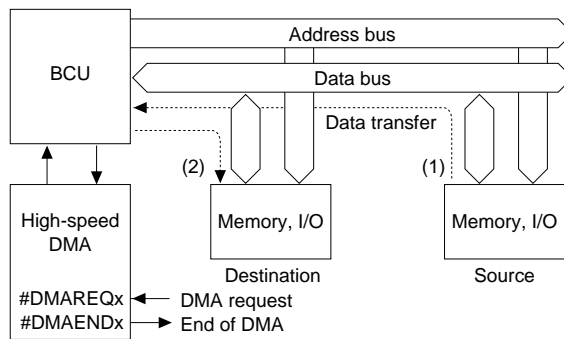 Address bus
BCU
Data bus
Data transfer
(2)
(1)
High-speed
DMA
Memory, I/O
Memory, I/O
Destination
Source
#DMAREQx
DMA request
#DMAENDx
End of DMA